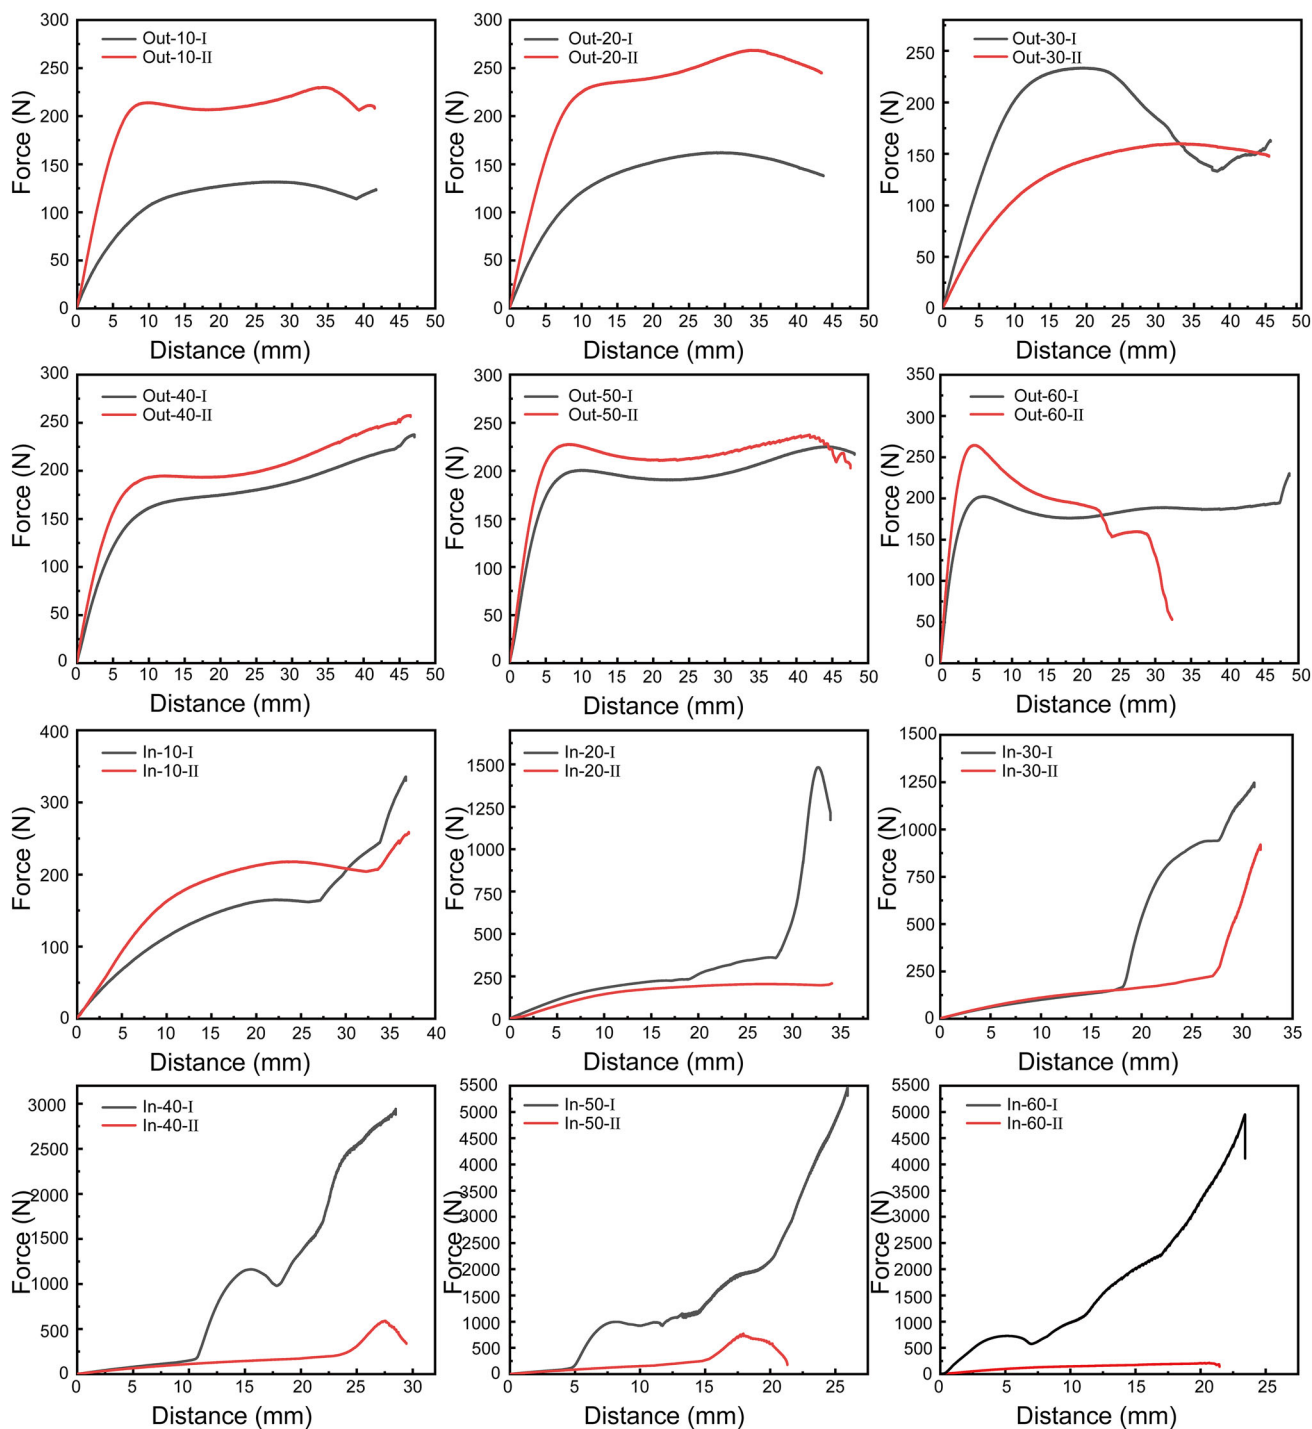 300
250
200
150
100
50
0
Force (N)
Out-10-I
Out-10-II
0 5 10 15 20 25 30 35 40 45 50
Distance (mm)
300
250
200
150
100
50
0
Force (N)
Out-20-I
Out-20-II
0 5 10 15 20 25 30 35 40 45 50
Distance (mm)
250
200
150
100
50
0
Force (N)
Out-30-I
Out-30-II
0 5 10 15 20 25 30 35 40 45 50
Distance (mm)
300
250
200
150
100
50
0
Force (N)
Out-40-I
Out-40-II
0 5 10 15 20 25 30 35 40 45 50
Distance (mm)
300
250
200
150
100
50
0
Force (N)
Out-50-I
Out-50-II
0 5 10 15 20 25 30 35 40 45 50
Distance (mm)
350
300
250
200
150
100
50
0
Force (N)
Out-60-I
Out-60-II
0 5 10 15 20 25 30 35 40 45 50
Distance (mm)
400
300
200
100
0
Force (N)
In-10-I
In-10-II
0 5 10 15 20 25 30 35 40
Distance (mm)
1500
1250
1000
750
500
250
0
Force (N)
In-20-I
In-20-II
0 5 10 15 20 25 30 35
Distance (mm)
1500
1250
1000
750
500
250
0
Force (N)
In-30-I
In-30-II
0 5 10 15 20 25 30 35
Distance (mm)
3000
2500
2000
1500
1000
500
0
Force (N)
In-40-I
In-40-II
0 5 10 15 20 25 30
Distance (mm)
5500
5000
4500
4000
3500
3000
2500
2000
1500
1000
500
0
Force (N)
In-50-I
In-50-II
0 5 10 15 20 25
Distance (mm)
5500
5000
4500
4000
3500
3000
2500
2000
1500
1000
500
0
Force (N)
In-60-I
In-60-II
0 5 10 15 20 25
Distance (mm)